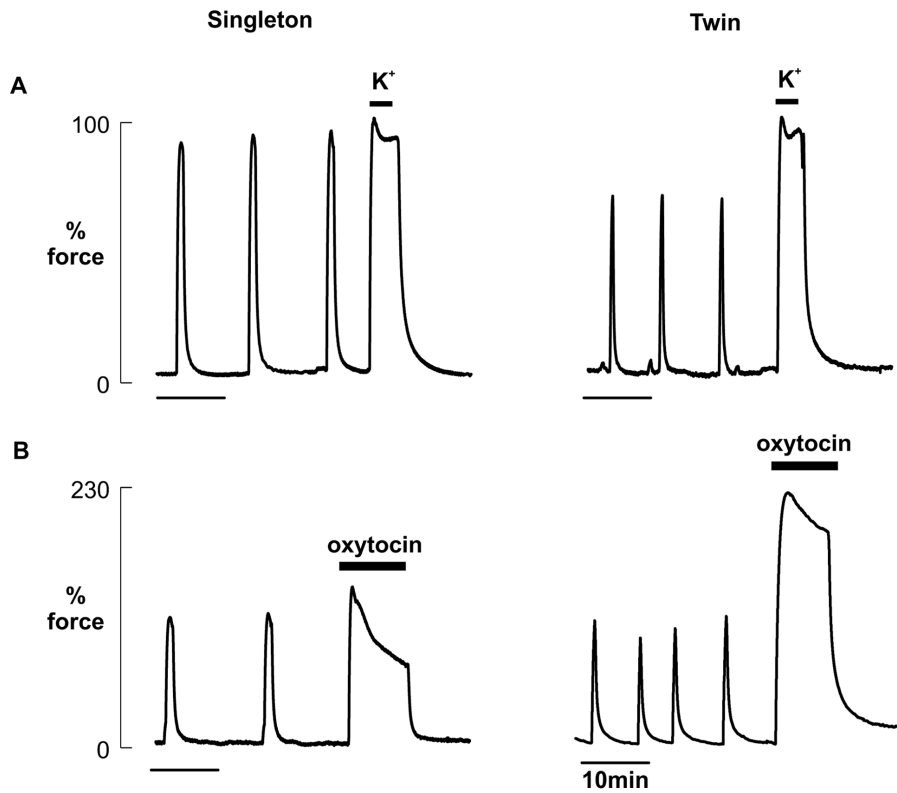 Singleton
Twin
A
K⁺
K⁺
100
%
force
0
B
oxytocin
oxytocin
230
%
force
0
10min